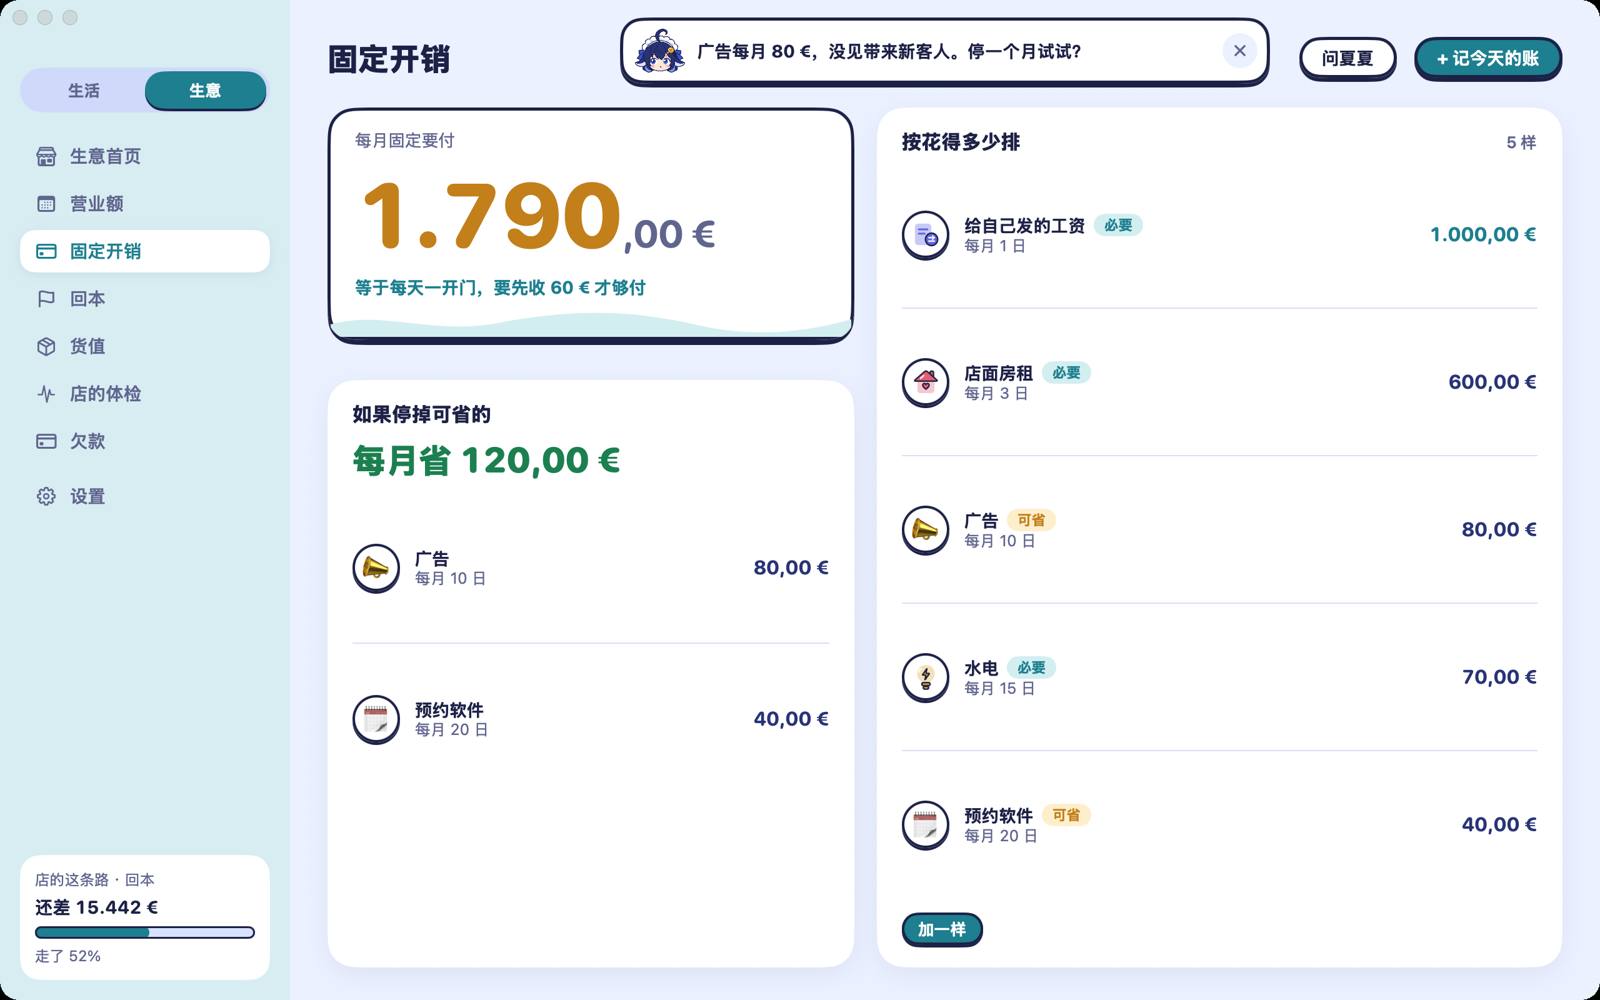 生活
生意
生意首页
营业额
固定开销
回本
货值
店的体检
欠款
设置
店的这条路 · 回本
还差 15.442 €
走了 52%
固定开销
广告每月 80 €，没见带来新客人。停一个月试试？
问夏夏
+ 记今天的账
每月固定要付
1.790,00 €
等于每天一开门，要先收 60 € 才够付
如果停掉可省的
每月省 120,00 €
广告
80,00 €
每月 10 日
预约软件
40,00 €
每月 20 日
按花得多少排
5 样
给自己发的工资 必要
1.000,00 €
每月 1 日
店面房租 必要
600,00 €
每月 3 日
广告 可省
80,00 €
每月 10 日
水电 必要
70,00 €
每月 15 日
预约软件 可省
40,00 €
每月 20 日
加一样